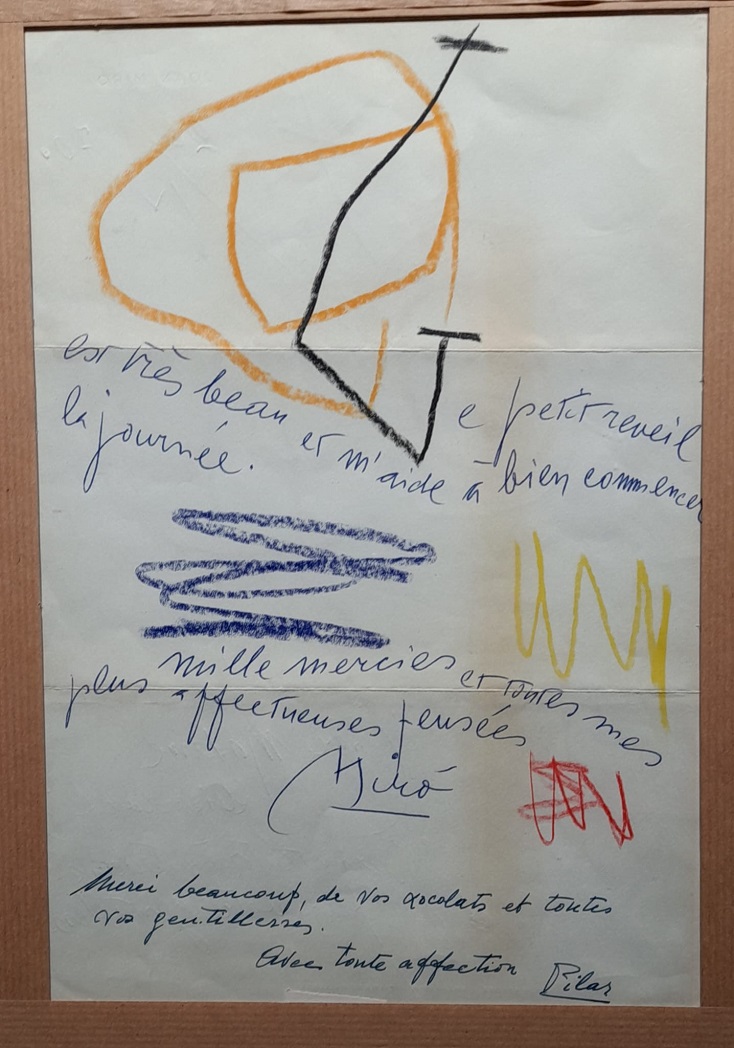 e petit reveil
est très beau et m'aide à bien commencer
la journée.
mille mercies et toutes mes
plus affectueuses pensées
Miró
Merci beaucoup, de vos xocolats et toutes
vos gentillesses.
Avec toute affection Pilar